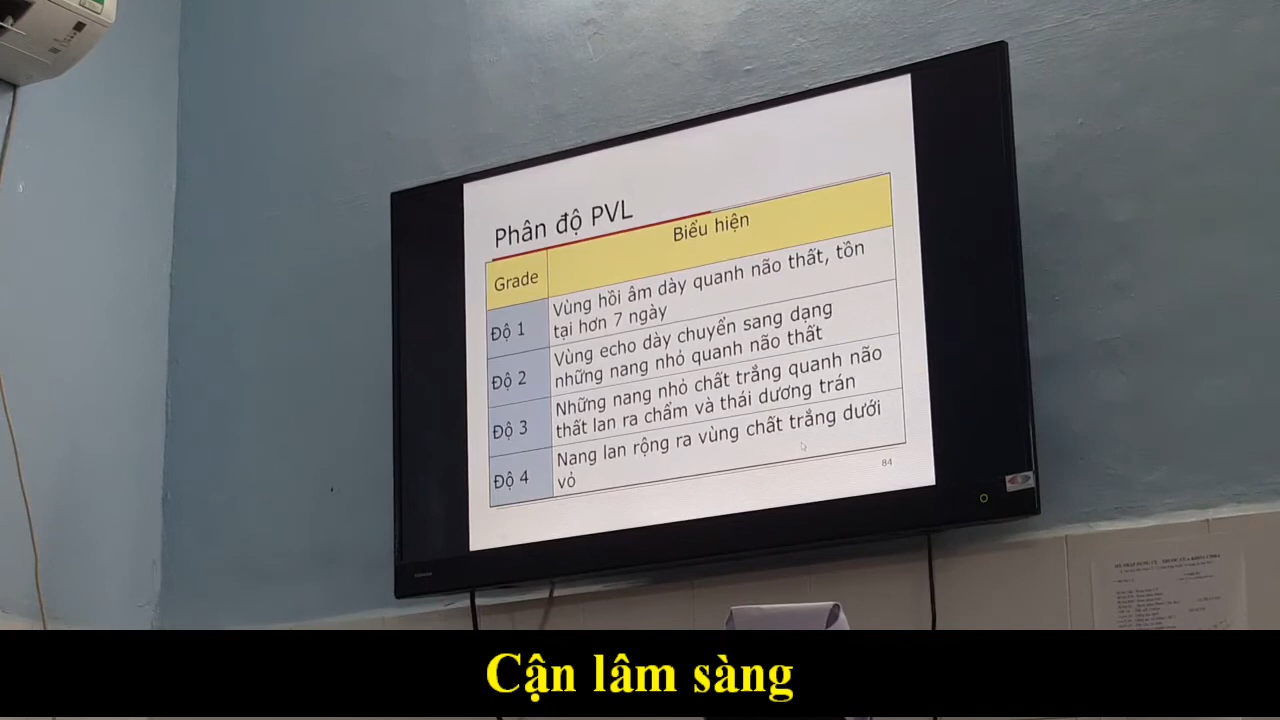 Phân độ PVL
Grade
Biểu hiện
Độ 1
Vùng hồi âm dày quanh não thất, tồn
tại hơn 7 ngày
Độ 2
Vùng echo dày chuyển sang dạng
những nang nhỏ quanh não thất
Độ 3
Những nang nhỏ chất trắng quanh não
thất lan ra chẩm và thái dương trán
Độ 4
Nang lan rộng ra vùng chất trắng dưới
vỏ
84
Cận lâm sàng